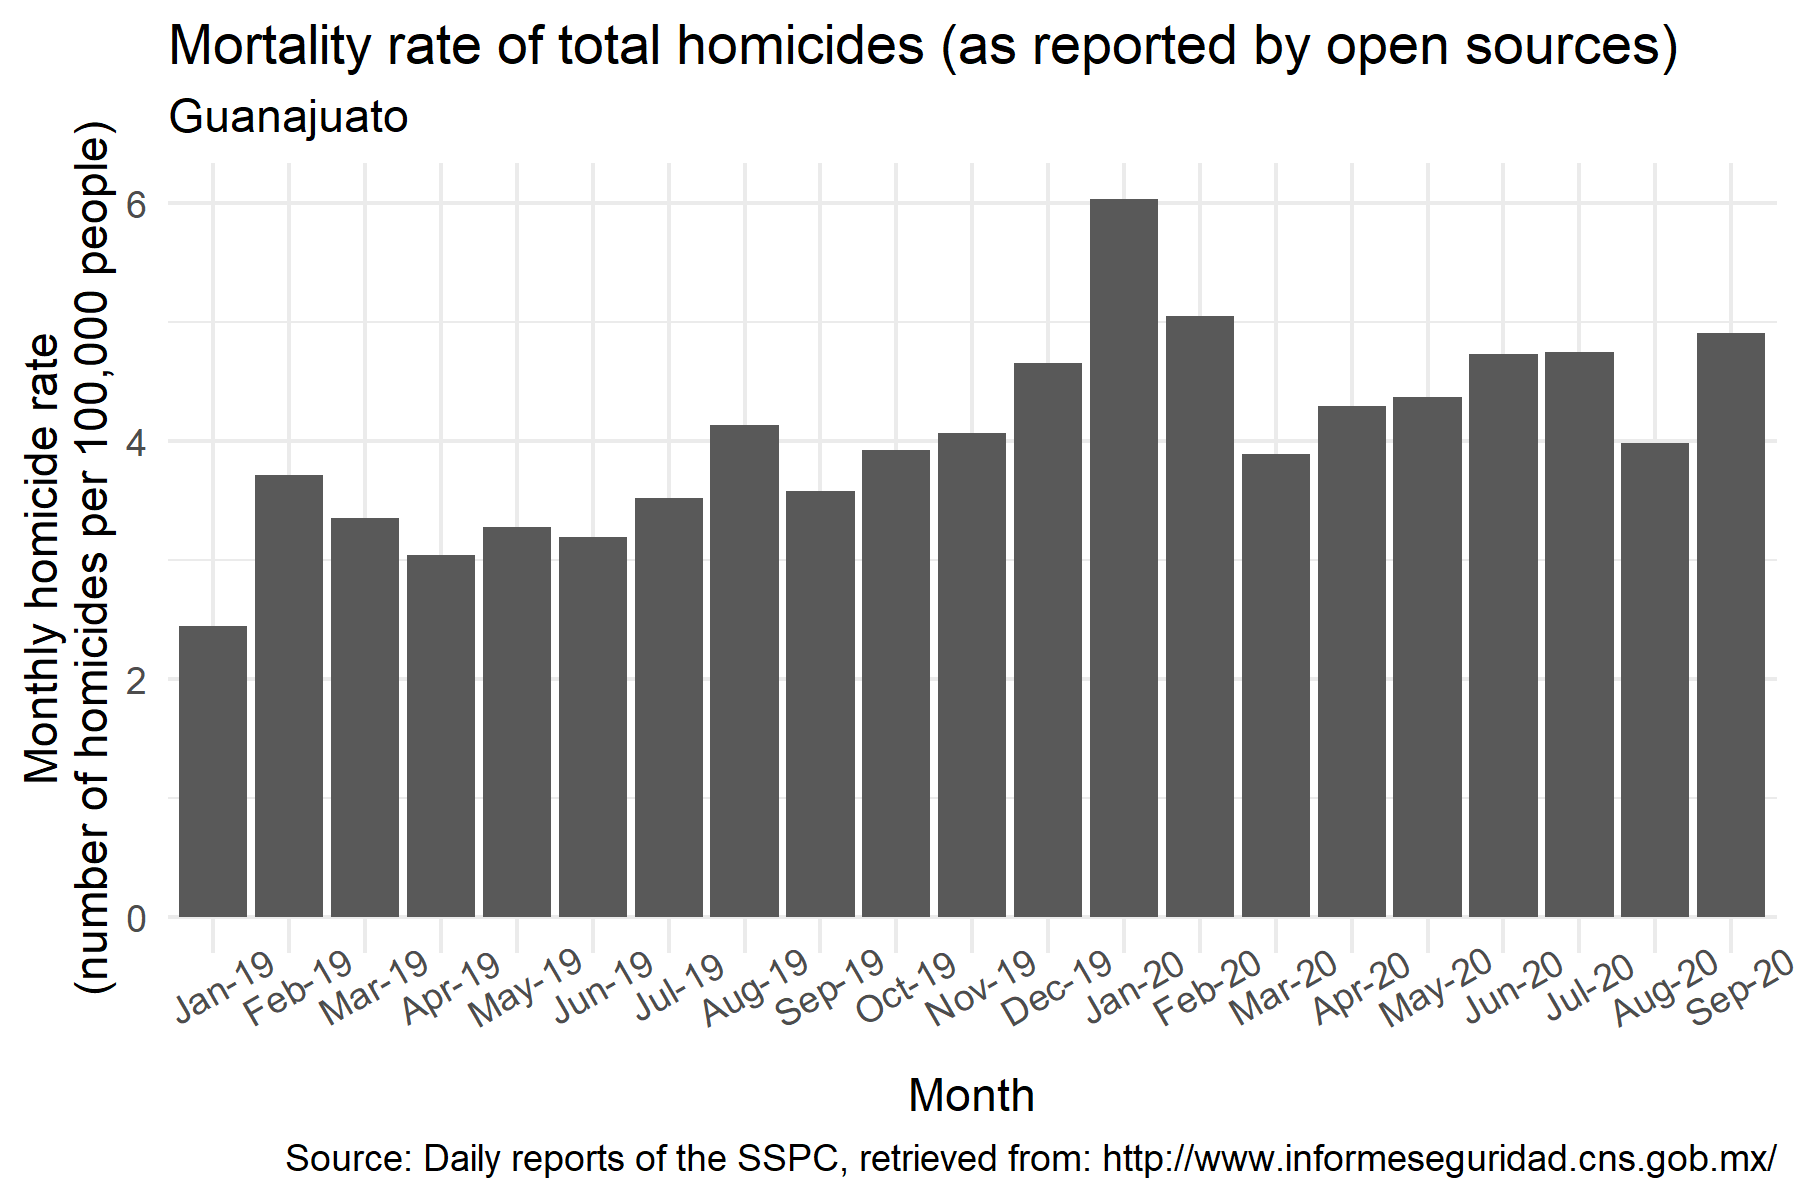 Mortality rate of total homicides (as reported by open sources)
Guanajuato
Monthly homicide rate
(number of homicides per 100,000 people)
6
4
2
0
Jan-19
Feb-19
Mar-19
Apr-19
May-19
Jun-19
Jul-19
Aug-19
Sep-19
Oct-19
Nov-19
Dec-19
Jan-20
Feb-20
Mar-20
Apr-20
May-20
Jun-20
Jul-20
Aug-20
Sep-20
Month
Source: Daily reports of the SSPC, retrieved from: http://www.informeseguridad.cns.gob.mx/